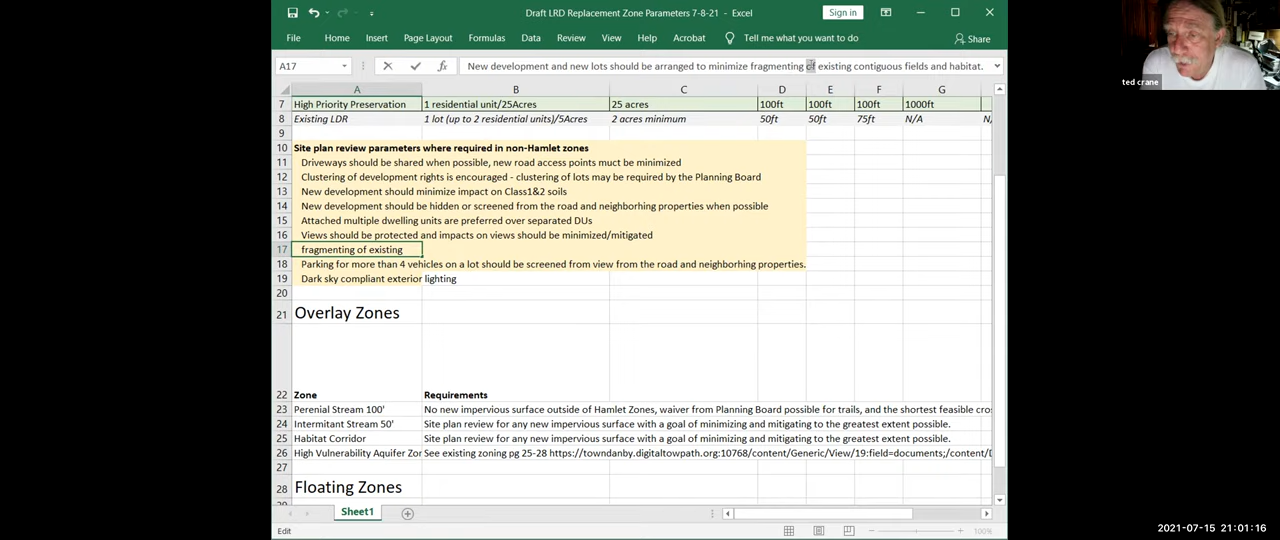 Draft LRD Replacement Zone Parameters 7-8-21 - Excel
Sign in
File Home Insert Page Layout Formulas Data Review View Help Acrobat Tell me what you want to do Share
A17 New development and new lots should be arranged to minimize fragmenting of existing contiguous fields and habitat.
A B C D E F G
7 High Priority Preservation 1 residential unit/25Acres 25 acres 100ft 100ft 100ft 1000ft
8 Existing LDR 1 lot (up to 2 residential units)/5Acres 2 acres minimum 50ft 50ft 75ft N/A N/
9
10 Site plan review parameters where required in non-Hamlet zones
11 Driveways should be shared when possible, new road access points muct be minimized
12 Clustering of development rights is encouraged - clustering of lots may be required by the Planning Board
13 New development should minimize impact on Class1&2 soils
14 New development should be hidden or screened from the road and neighborhing properties when possible
15 Attached multiple dwelling units are preferred over separated DUs
16 Views should be protected and impacts on views should be minimized/mitigated
17 fragmenting of existing
18 Parking for more than 4 vehicles on a lot should be screened from view from the road and neighborhing properties.
19 Dark sky compliant exterior lighting
20
21 Overlay Zones
22 Zone Requirements
23 Perenial Stream 100' No new impervious surface outside of Hamlet Zones, waiver from Planning Board possible for trails, and the shortest feasible cros
24 Intermitant Stream 50' Site plan review for any new impervious surface with a goal of minimizing and mitigating to the greatest extent possible.
25 Habitat Corridor Site plan review for any new impervious surface with a goal of minimizing and mitigating to the greatest extent possible.
26 High Vulnerability Aquifer Zor See existing zoning pg 25-28 https://towndanby.digitaltowpath.org:10768/content/Generic/View/19:field=documents;/content/D
27
28 Floating Zones
Sheet1
Edit
100%
ted crane
2021-07-15 21:01:16